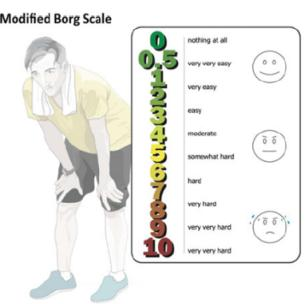 Modified Borg Scale
0 nothing at all
0.5 very very easy
1 very easy
2 easy
3
4 moderate
5 somewhat hard
6 hard
7
8 very hard
9 very very hard
10 very very hard